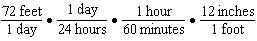 72 feet/1 day • 1 day/24 hours • 1 hour/60 minutes • 12 inches/1 foot